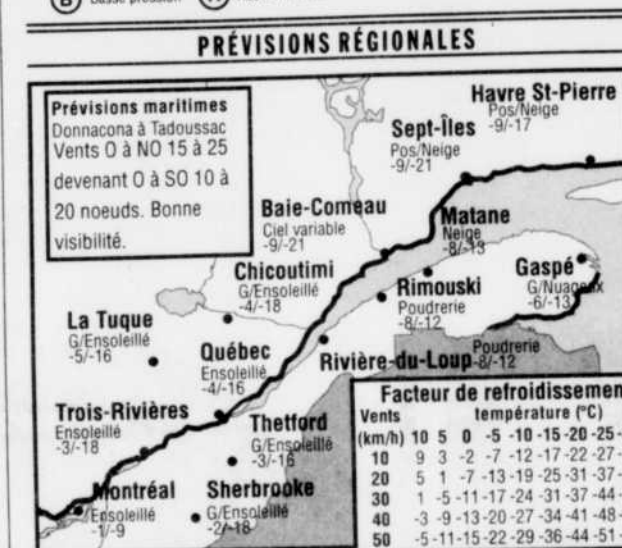 B Basse pression
PRÉVISIONS RÉGIONALES
Prévisions maritimes
Donnacona à Tadoussac
Vents O à NO 15 à 25
devenant O à SO 10 à
20 noeuds. Bonne
visibilité.
Havre St-Pierre
Pos/Neige
-9/-17
Sept-Îles
Pos/Neige
-9/-21
Baie-Comeau
Ciel variable
-9/-21
Matane
Neige
-8/-13
Chicoutimi
G/Ensoleillé
-4/-18
Rimouski
Poudrerie
-8/-12
Gaspé
G/Nuageux
-6/-13
La Tuque
G/Ensoleillé
-5/-16
Québec
Ensoleillé
-4/-16
Rivière-du-Loup
Poudrerie
-8/-12
Trois-Rivières
Ensoleillé
-3/-18
Thetford
G/Ensoleillé
-3/-16
Montréal
Ensoleillé
-1/-9
Sherbrooke
G/Ensoleillé
-2/-18
Facteur de refroidissemen
Vents température (°C)
(km/h) 10 5 0 -5 -10 -15 -20 -25 -
10 9 3 -2 -7 -12 -17 -22 -27 -
20 5 1 -7 -13 -19 -25 -31 -37 -
30 1 -5 -11 -17 -24 -31 -37 -44 -
40 -3 -9 -13 -20 -27 -34 -41 -48 -
50 -5 -11 -15 -22 -29 -36 -44 -51 -